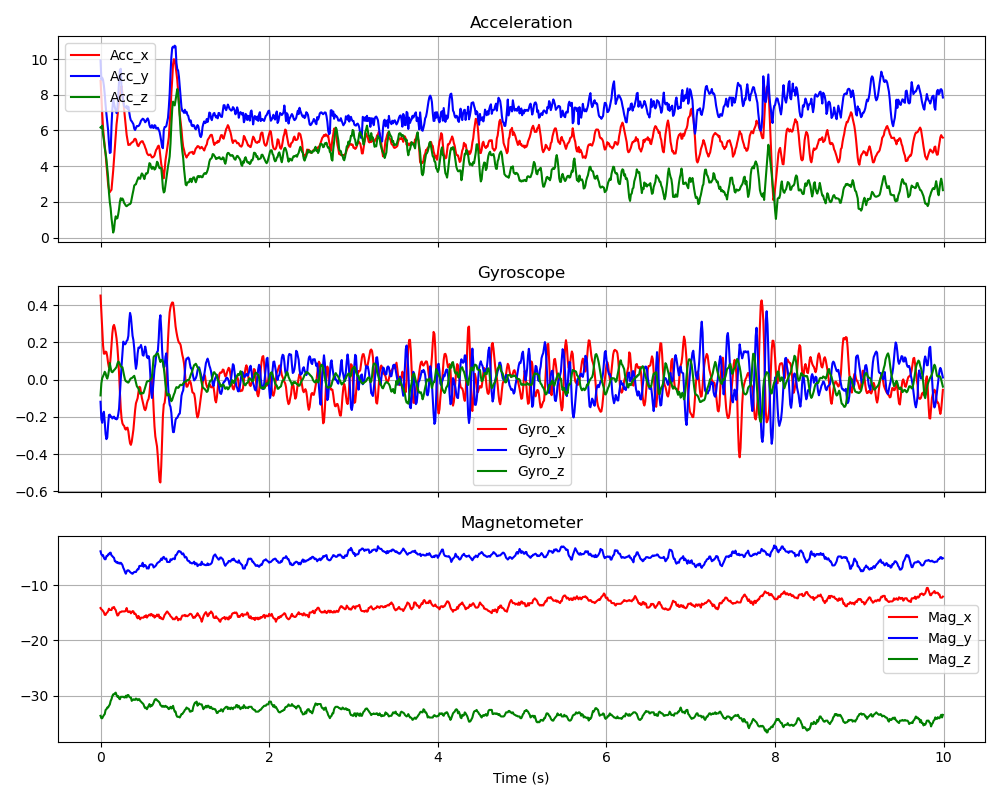 Acceleration
10
8
6
4
2
0
Acc_x
Acc_y
Acc_z
Gyroscope
0.4
0.2
0.0
−0.2
−0.4
−0.6
Gyro_x
Gyro_y
Gyro_z
Magnetometer
−10
−20
−30
Mag_x
Mag_y
Mag_z
0 2 4 6 8 10
Time (s)